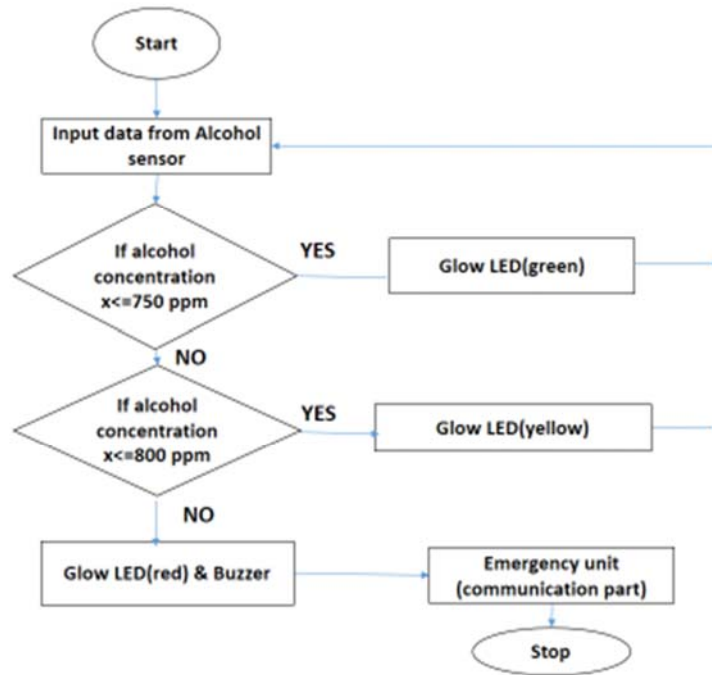 Start
Input data from Alcohol
sensor
If alcohol
concentration
x<=750 ppm
YES
Glow LED(green)
NO
If alcohol
concentration
x<=800 ppm
YES
Glow LED(yellow)
NO
Glow LED(red) & Buzzer
Emergency unit
(communication part)
Stop